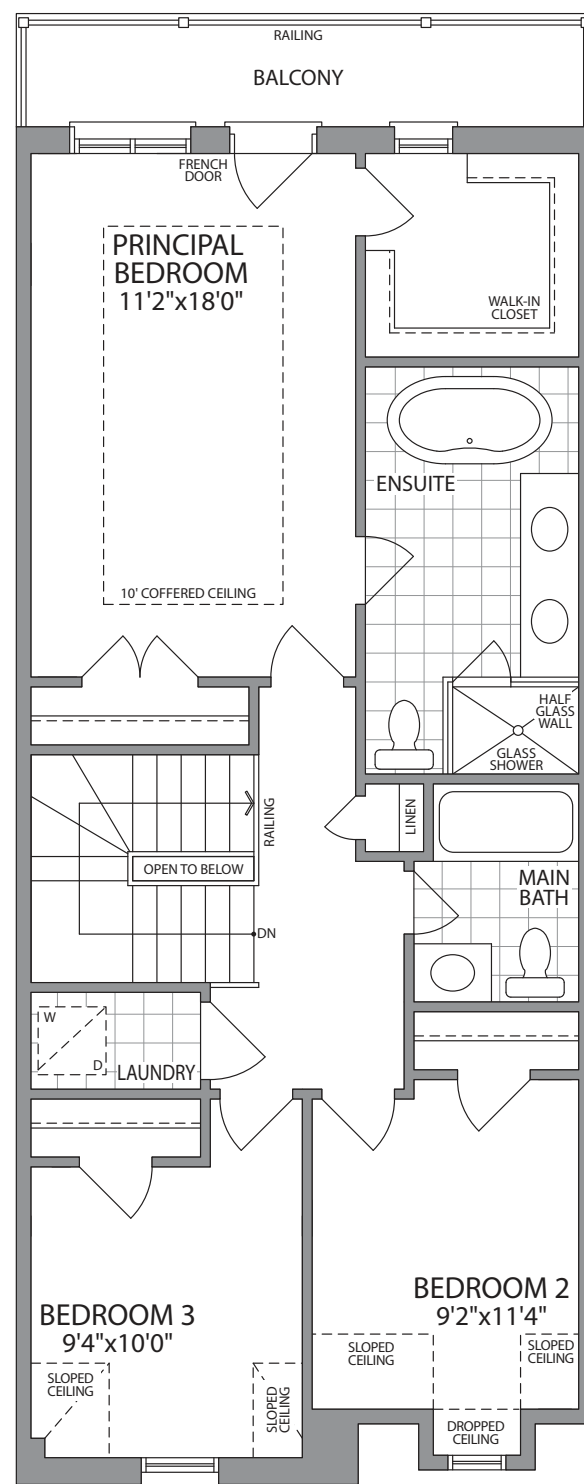 RAILING
BALCONY
FRENCH
DOOR
PRINCIPAL
BEDROOM
11'2"x18'0"
WALK-IN
CLOSET
ENSUITE
10' COFFERED CEILING
HALF
GLASS
WALL
GLASS
SHOWER
RAILING
LINEN
OPEN TO BELOW
MAIN
BATH
DN
W
D
LAUNDRY
BEDROOM 2
9'2"x11'4"
BEDROOM 3
9'4"x10'0"
SLOPED
CEILING
SLOPED
CEILING
SLOPED
CEILING
SLOPED
CEILING
DROPPED
CEILING